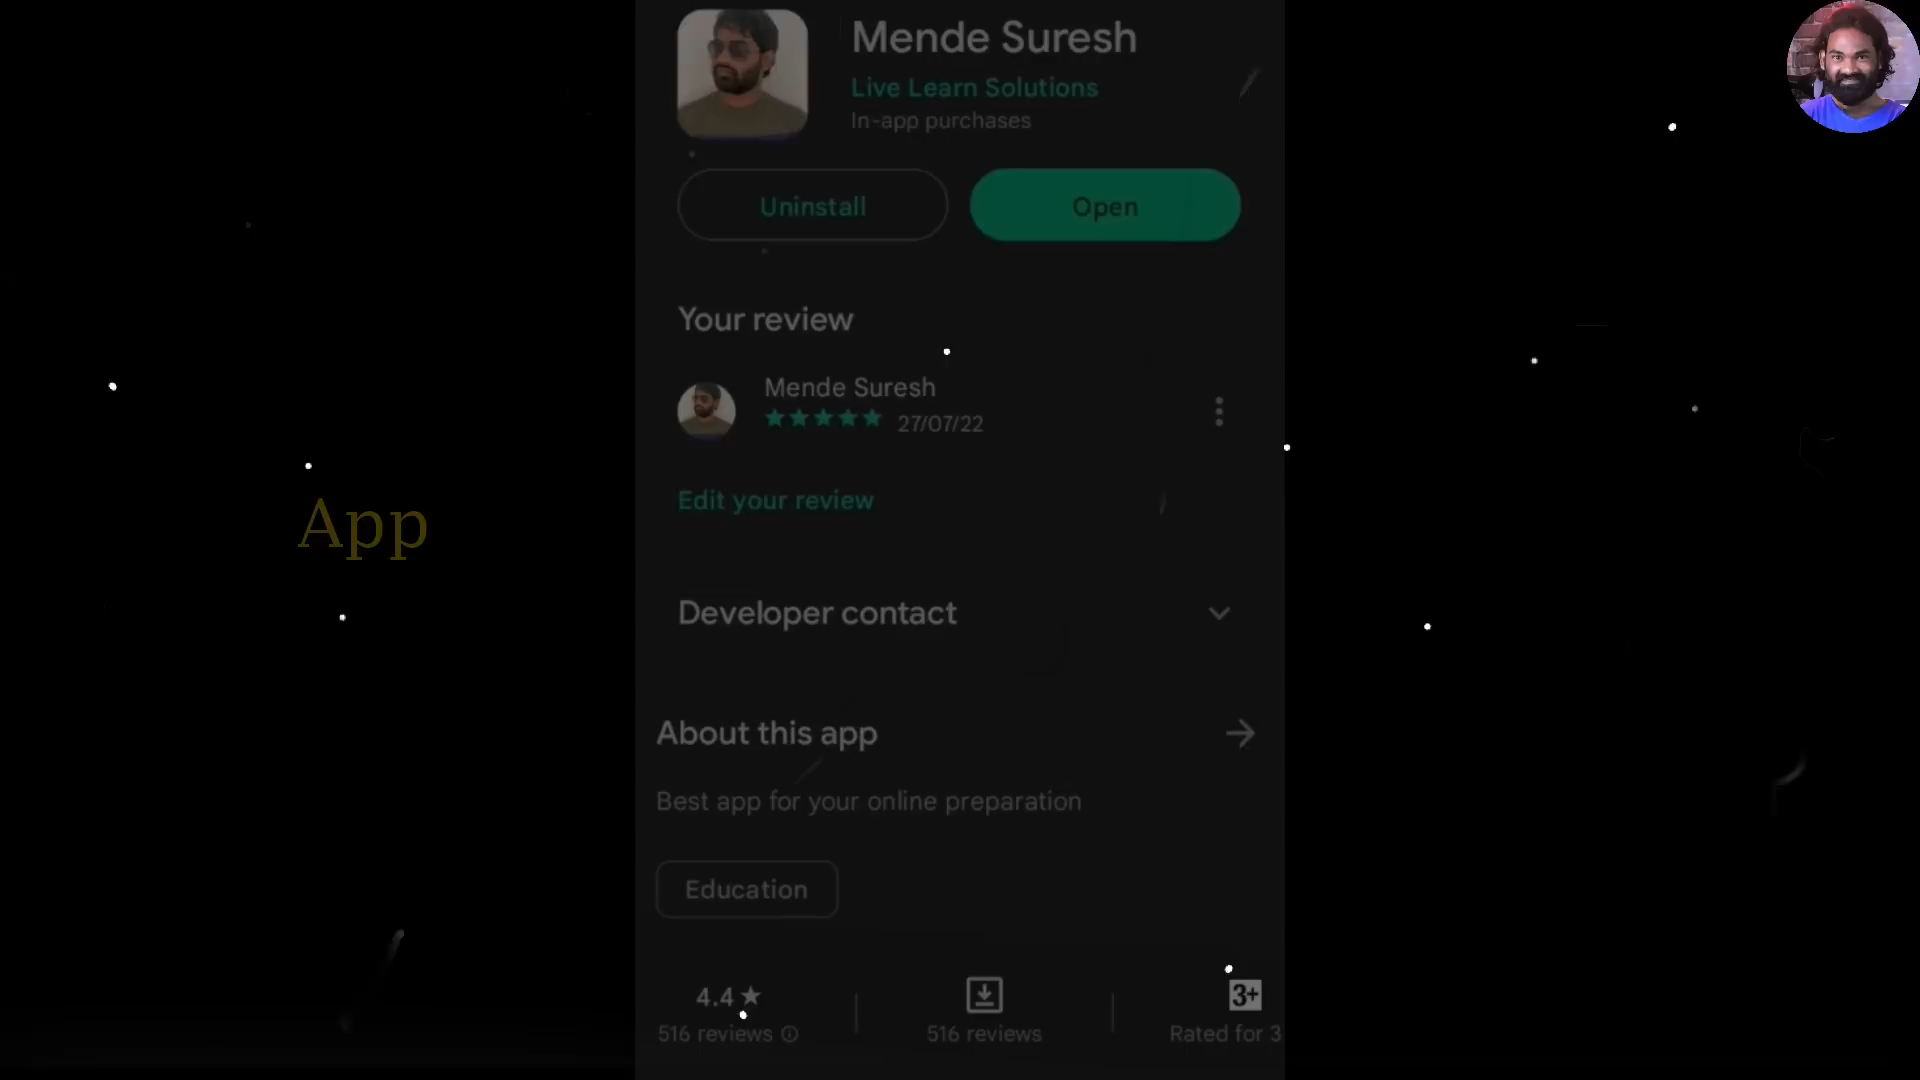 Mende Suresh
Live Learn Solutions
In-app purchases
Uninstall
Open
Your review
Mende Suresh
27/07/22
Edit your review
App
Developer contact
About this app
Best app for your online preparation
Education
4.4★
516 reviews
516 reviews
3+
Rated for 3